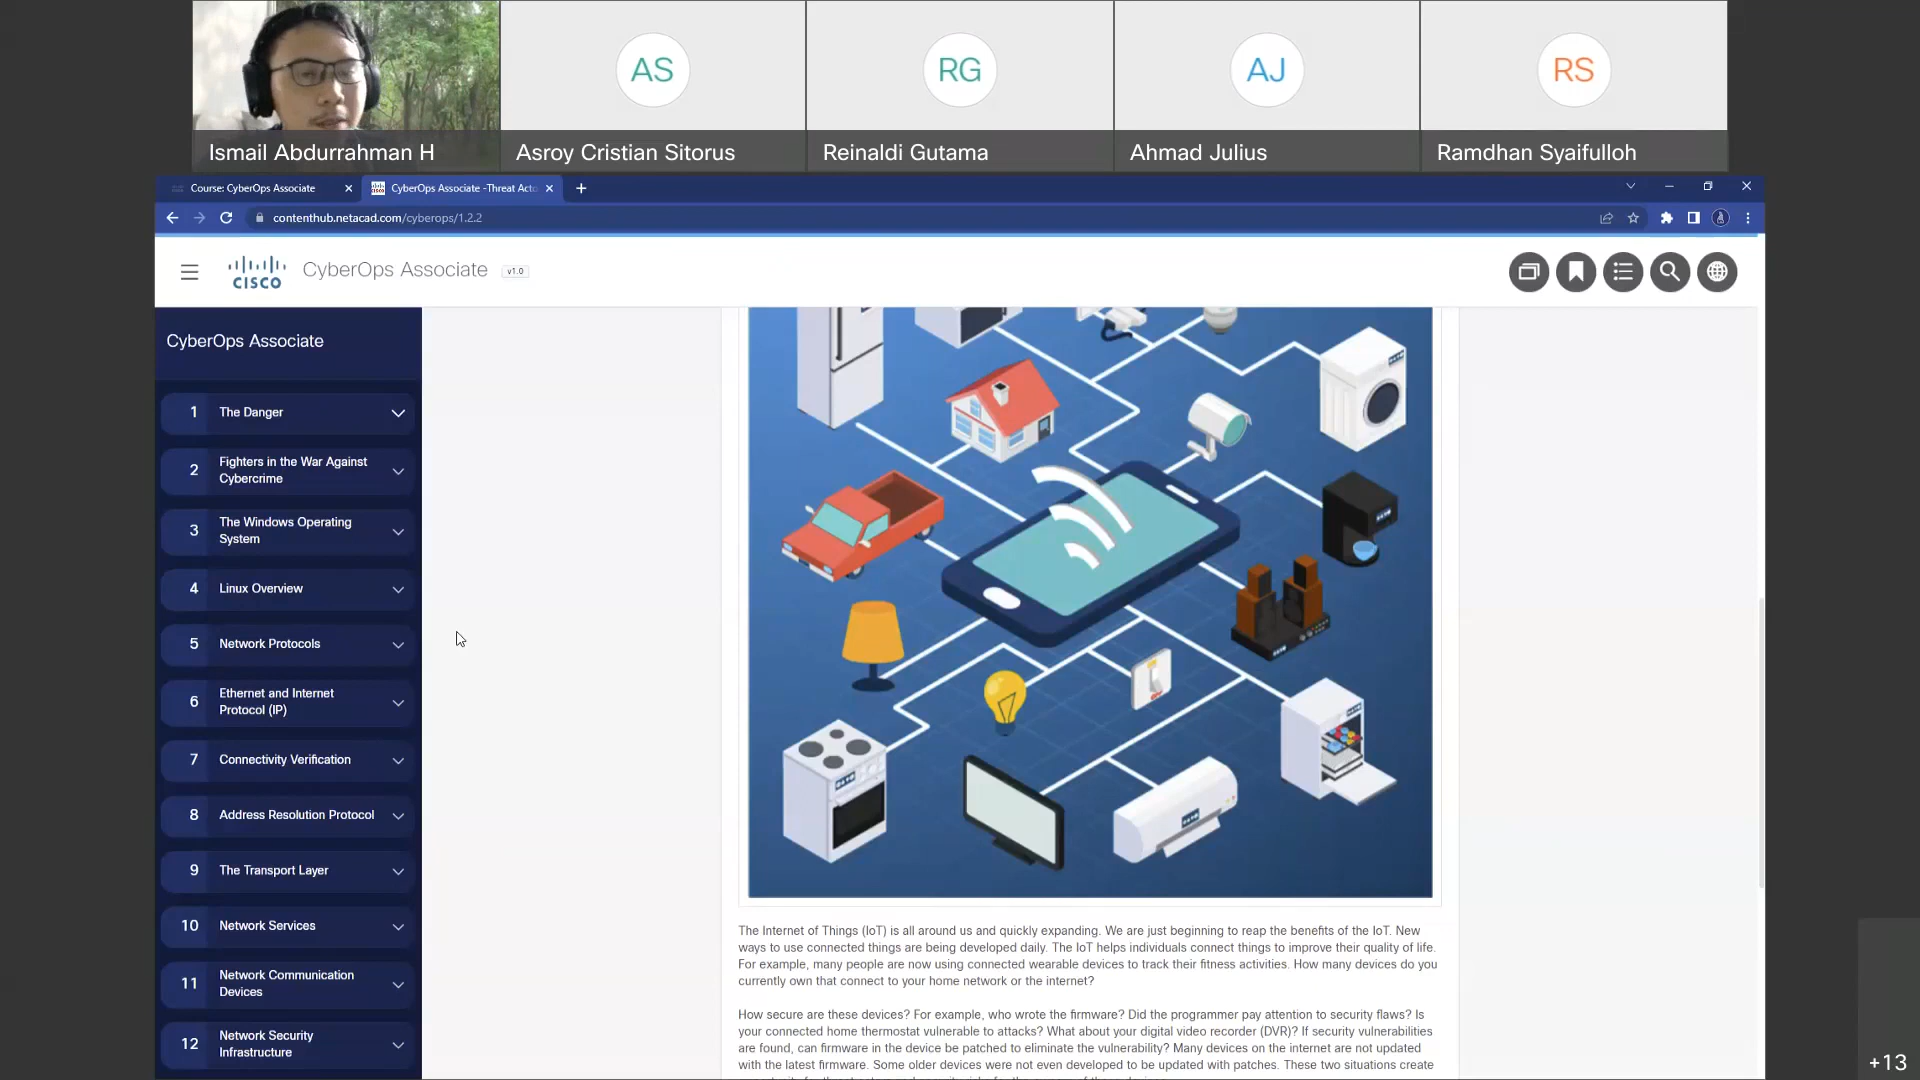 AS
RG
AJ
RS
Ismail Abdurrahman H
Asroy Cristian Sitorus
Reinaldi Gutama
Ahmad Julius
Ramdhan Syaifulloh
Course: CyberOps Associate
CyberOps Associate -Threat Acto
contenthub.netacad.com/cyberops/1.2.2
CISCO
CyberOps Associate
v1.0
CyberOps Associate
1 The Danger
2 Fighters in the War Against
Cybercrime
3 The Windows Operating
System
4 Linux Overview
5 Network Protocols
6 Ethernet and Internet
Protocol (IP)
7 Connectivity Verification
8 Address Resolution Protocol
9 The Transport Layer
10 Network Services
11 Network Communication
Devices
12 Network Security
Infrastructure
The Internet of Things (IoT) is all around us and quickly expanding. We are just beginning to reap the benefits of the IoT. New
ways to use connected things are being developed daily. The IoT helps individuals connect things to improve their quality of life.
For example, many people are now using connected wearable devices to track their fitness activities. How many devices do you
currently own that connect to your home network or the internet?
How secure are these devices? For example, who wrote the firmware? Did the programmer pay attention to security flaws? Is
your connected home thermostat vulnerable to attacks? What about your digital video recorder (DVR)? If security vulnerabilities
are found, can firmware in the device be patched to eliminate the vulnerability? Many devices on the internet are not updated
with the latest firmware. Some older devices were not even developed to be updated with patches. These two situations create
+13